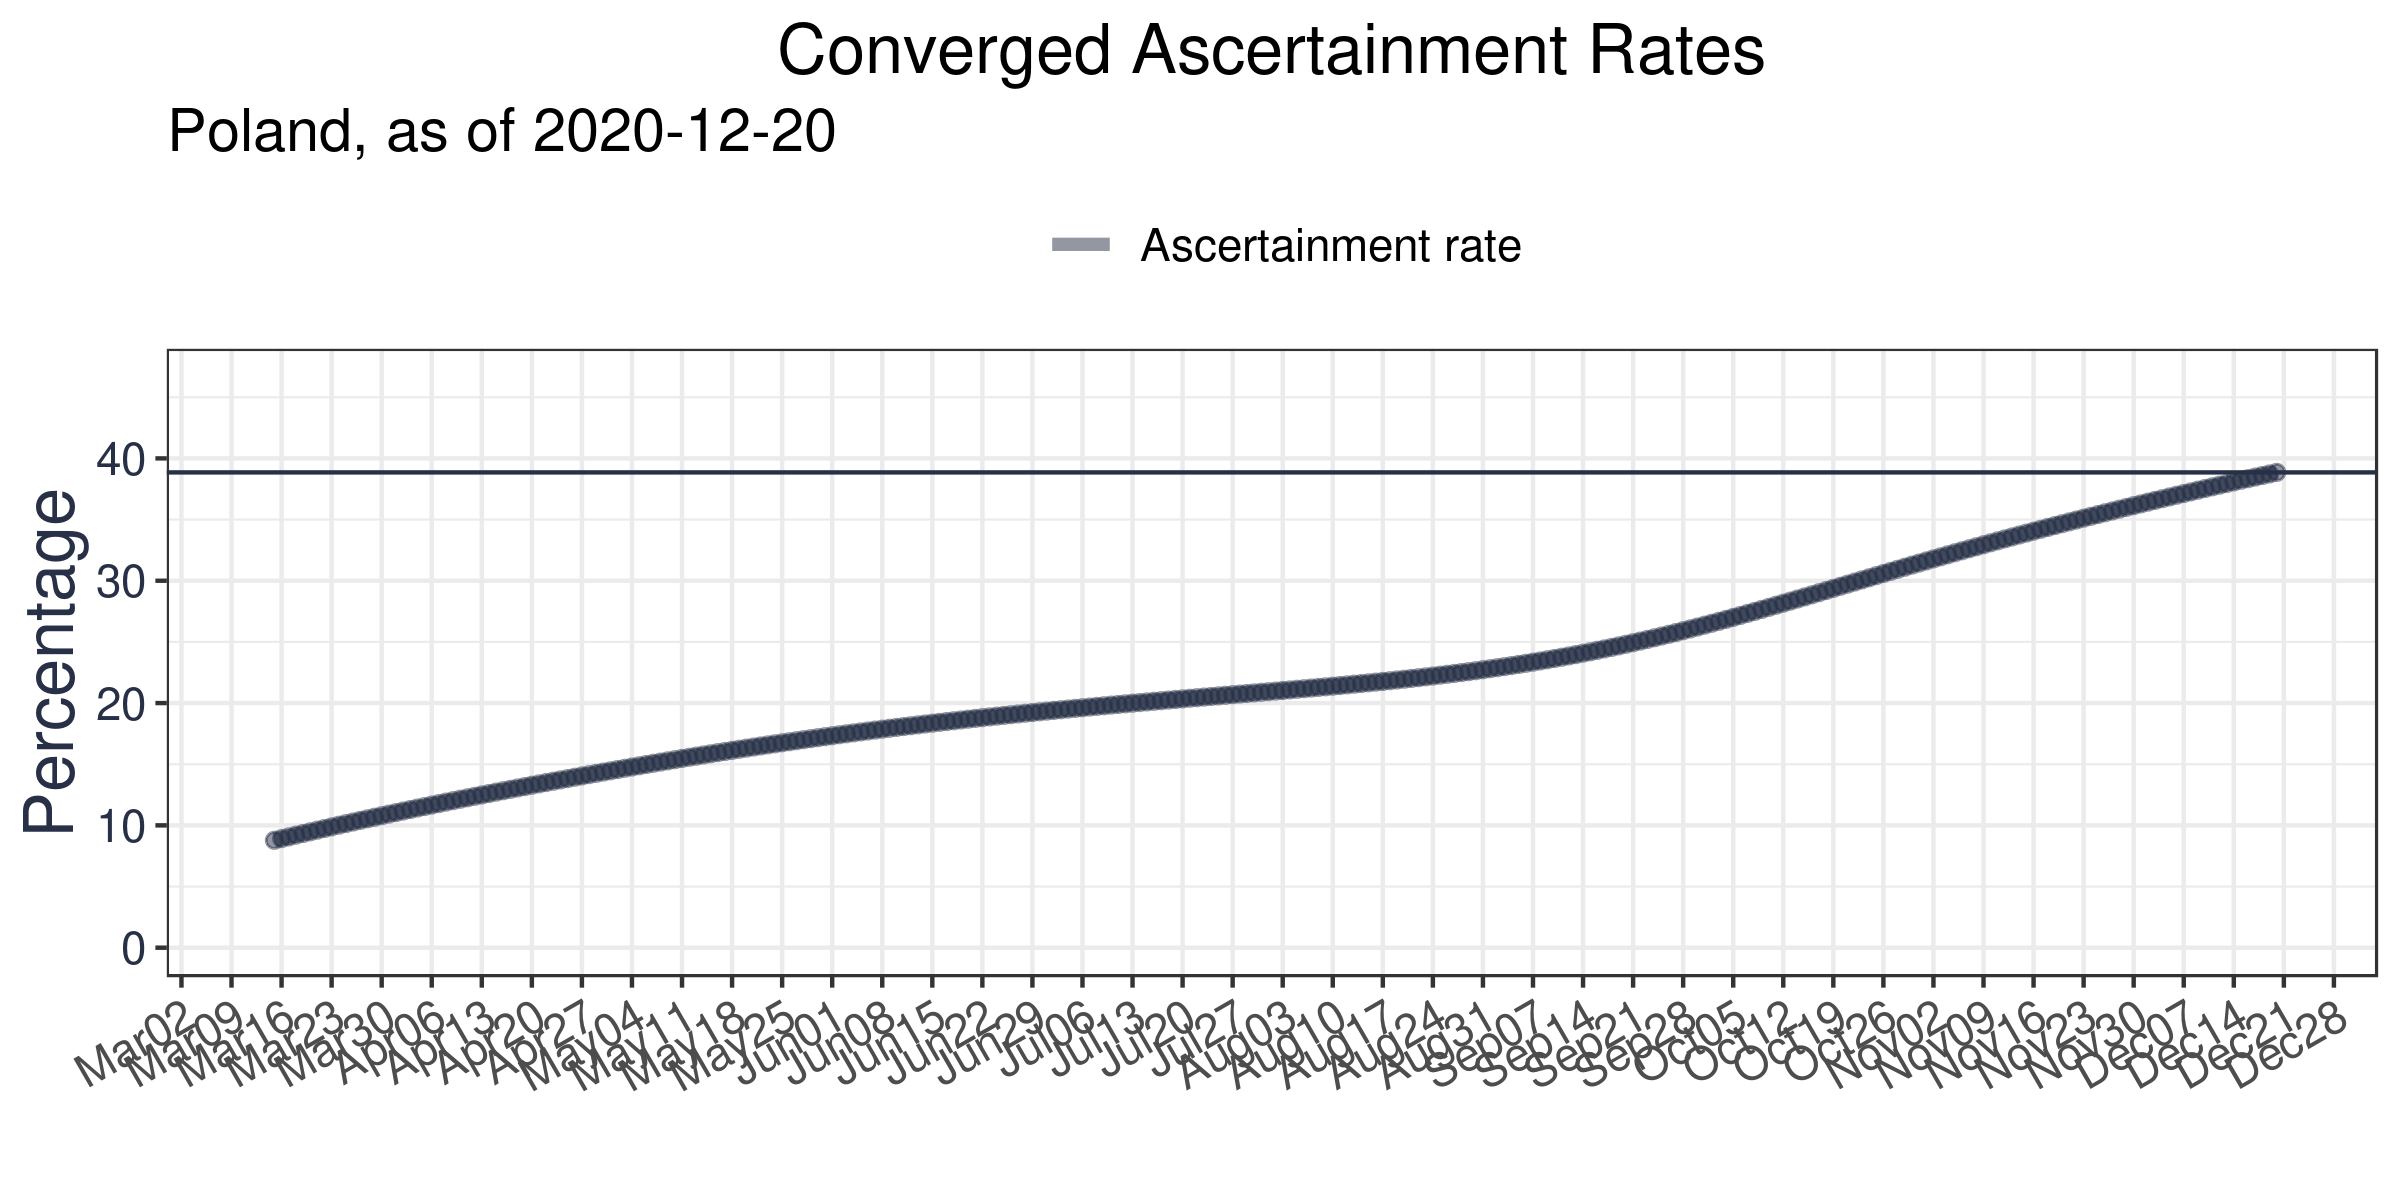 Converged Ascertainment Rates
Poland, as of 2020-12-20
Ascertainment rate
Percentage
40
30
20
10
0
Mar02
Mar09
Mar16
Mar23
Mar30
Apr06
Apr13
Apr20
Apr27
May04
May11
May18
May25
Jun01
Jun08
Jun15
Jun22
Jun29
Jul06
Jul13
Jul20
Jul27
Aug03
Aug10
Aug17
Aug24
Aug31
Sep07
Sep14
Sep21
Sep28
Oct05
Oct12
Oct19
Oct26
Nov02
Nov09
Nov16
Nov23
Nov30
Dec07
Dec14
Dec21
Dec28